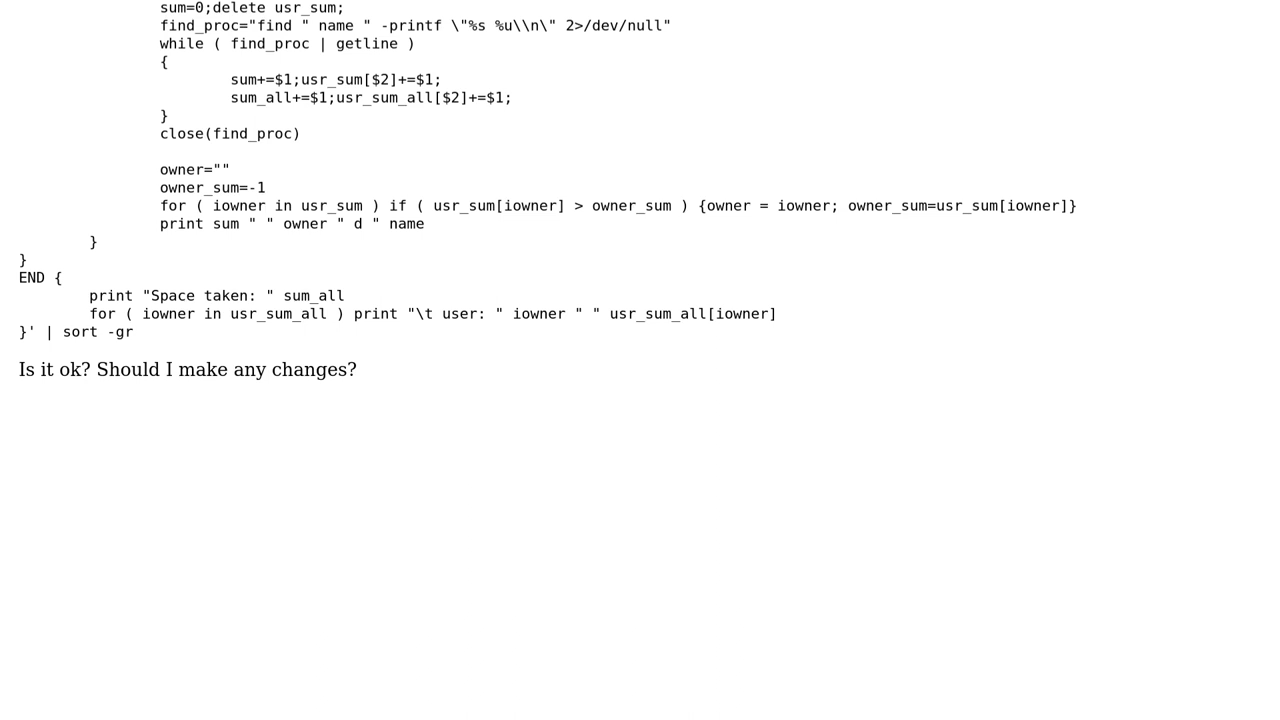 sum=0;delete usr_sum;
find_proc="find " name " -printf \"%s %u\\n\" 2>/dev/null"
while ( find_proc | getline )
{
sum+=$1;usr_sum[$2]+=$1;
sum_all+=$1;usr_sum_all[$2]+=$1;
}
close(find_proc)
owner=""
owner_sum=-1
for ( iowner in usr_sum ) if ( usr_sum[iowner] > owner_sum ) {owner = iowner; owner_sum=usr_sum[iowner]}
print sum " " owner " d " name
}
}
END {
print "Space taken: " sum_all
for ( iowner in usr_sum_all ) print "\t user: " iowner " " usr_sum_all[iowner]
}' | sort -gr
Is it ok? Should I make any changes?